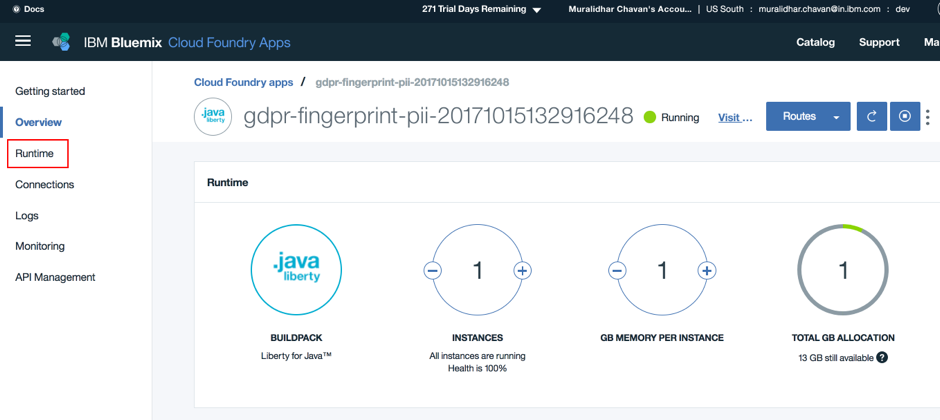 Docs
271 Trial Days Remaining
Muralidhar Chavan's Accou... | US South : muralidhar.chavan@in.ibm.com : dev
IBM Bluemix Cloud Foundry Apps
Catalog Support Ma
Getting started
Overview
Runtime
Connections
Logs
Monitoring
API Management
Cloud Foundry apps / gdpr-fingerprint-pii-20171015132916248
.java
liberty
gdpr-fingerprint-pii-20171015132916248
Running
Visit ...
Routes
Runtime
.java
liberty
BUILDPACK
Liberty for Java™
1
INSTANCES
All instances are running
Health is 100%
1
GB MEMORY PER INSTANCE
1
TOTAL GB ALLOCATION
13 GB still available ?